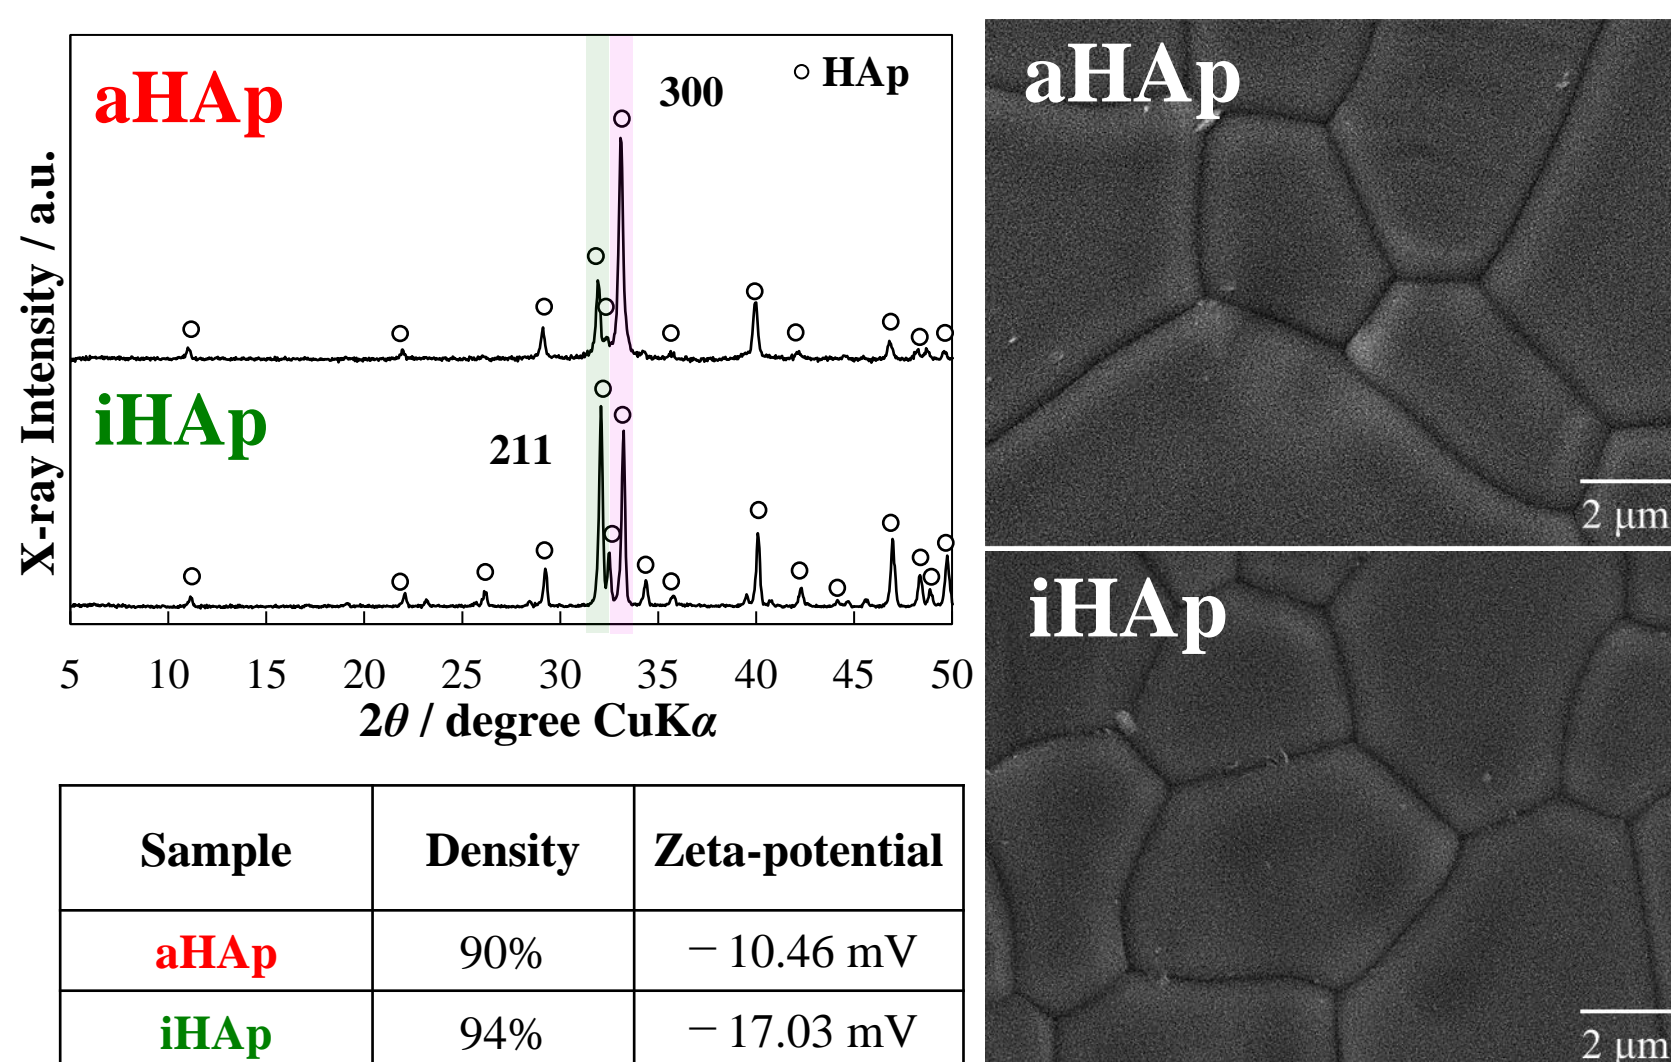 aHAp
300
○ HAp
iHAp
211
X-ray Intensity / a.u.
5 10 15 20 25 30 35 40 45 50
2θ / degree CuKα
Sample Density Zeta-potential
aHAp 90% − 10.46 mV
iHAp 94% − 17.03 mV
aHAp
2 μm
iHAp
2 μm